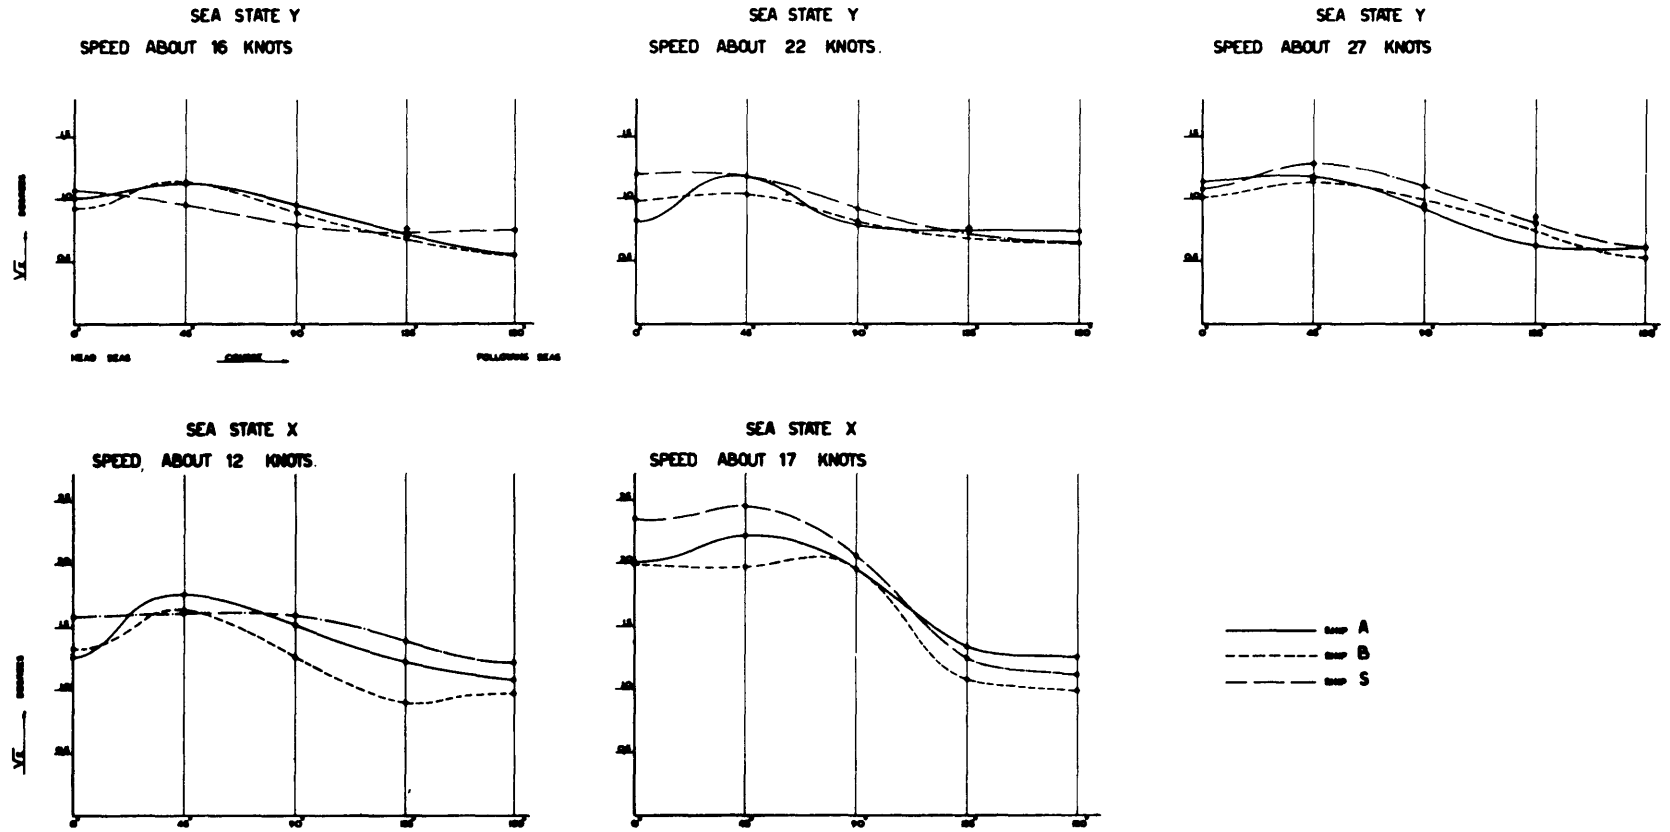 SEA STATE Y
SPEED ABOUT 16 KNOTS
SEA STATE Y
SPEED ABOUT 22 KNOTS.
SEA STATE Y
SPEED ABOUT 27 KNOTS
1.5
1.0
0.5
DEGREES
0° 45° 90° 135° 180°
HEAD SEAS COURSE FOLLOWING SEAS
1.5
1.0
0.5
0° 45° 90° 135° 180°
1.5
1.0
0.5
0° 45° 90° 135° 180°
SEA STATE X
SPEED ABOUT 12 KNOTS.
SEA STATE X
SPEED ABOUT 17 KNOTS
2.5
2.0
1.5
1.0
0.5
DEGREES
0° 45° 90° 135° 180°
2.5
2.0
1.5
1.0
0.5
0° 45° 90° 135° 180°
SHIP A
SHIP B
SHIP S